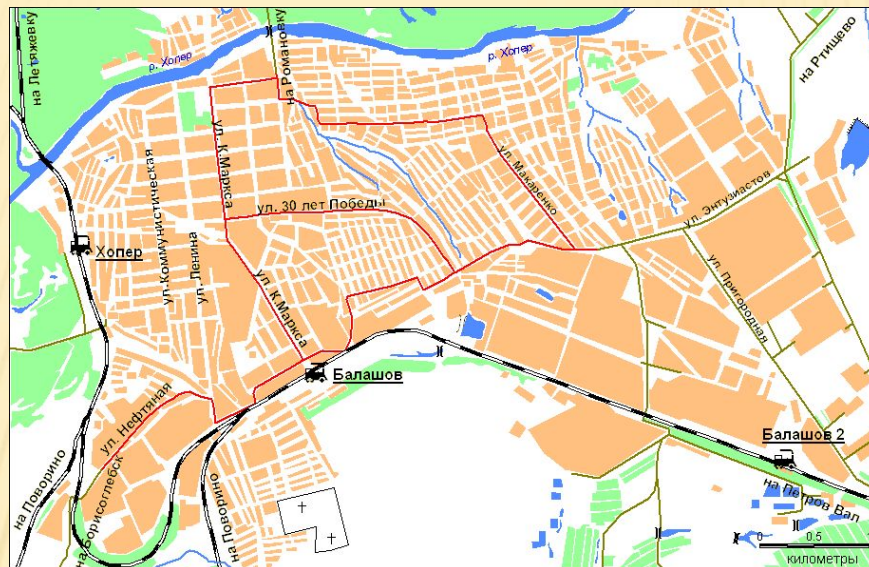 на Летяжевку
р. Хопер
на Романовку
р. Хопер
на Ртищево
ул. К.Маркса
ул. Макаренко
ул.Коммунистическая
ул. 30 лет Победы
ул. Энтузиастов
Хопер
ул. Ленина
ул. К.Маркса
ул. Пригородная
Балашов
ул. Нефтяная
Балашов 2
на Поворино
на Борисоглебск
на Поворино
на Петров Вал
0 0.5 1
километры